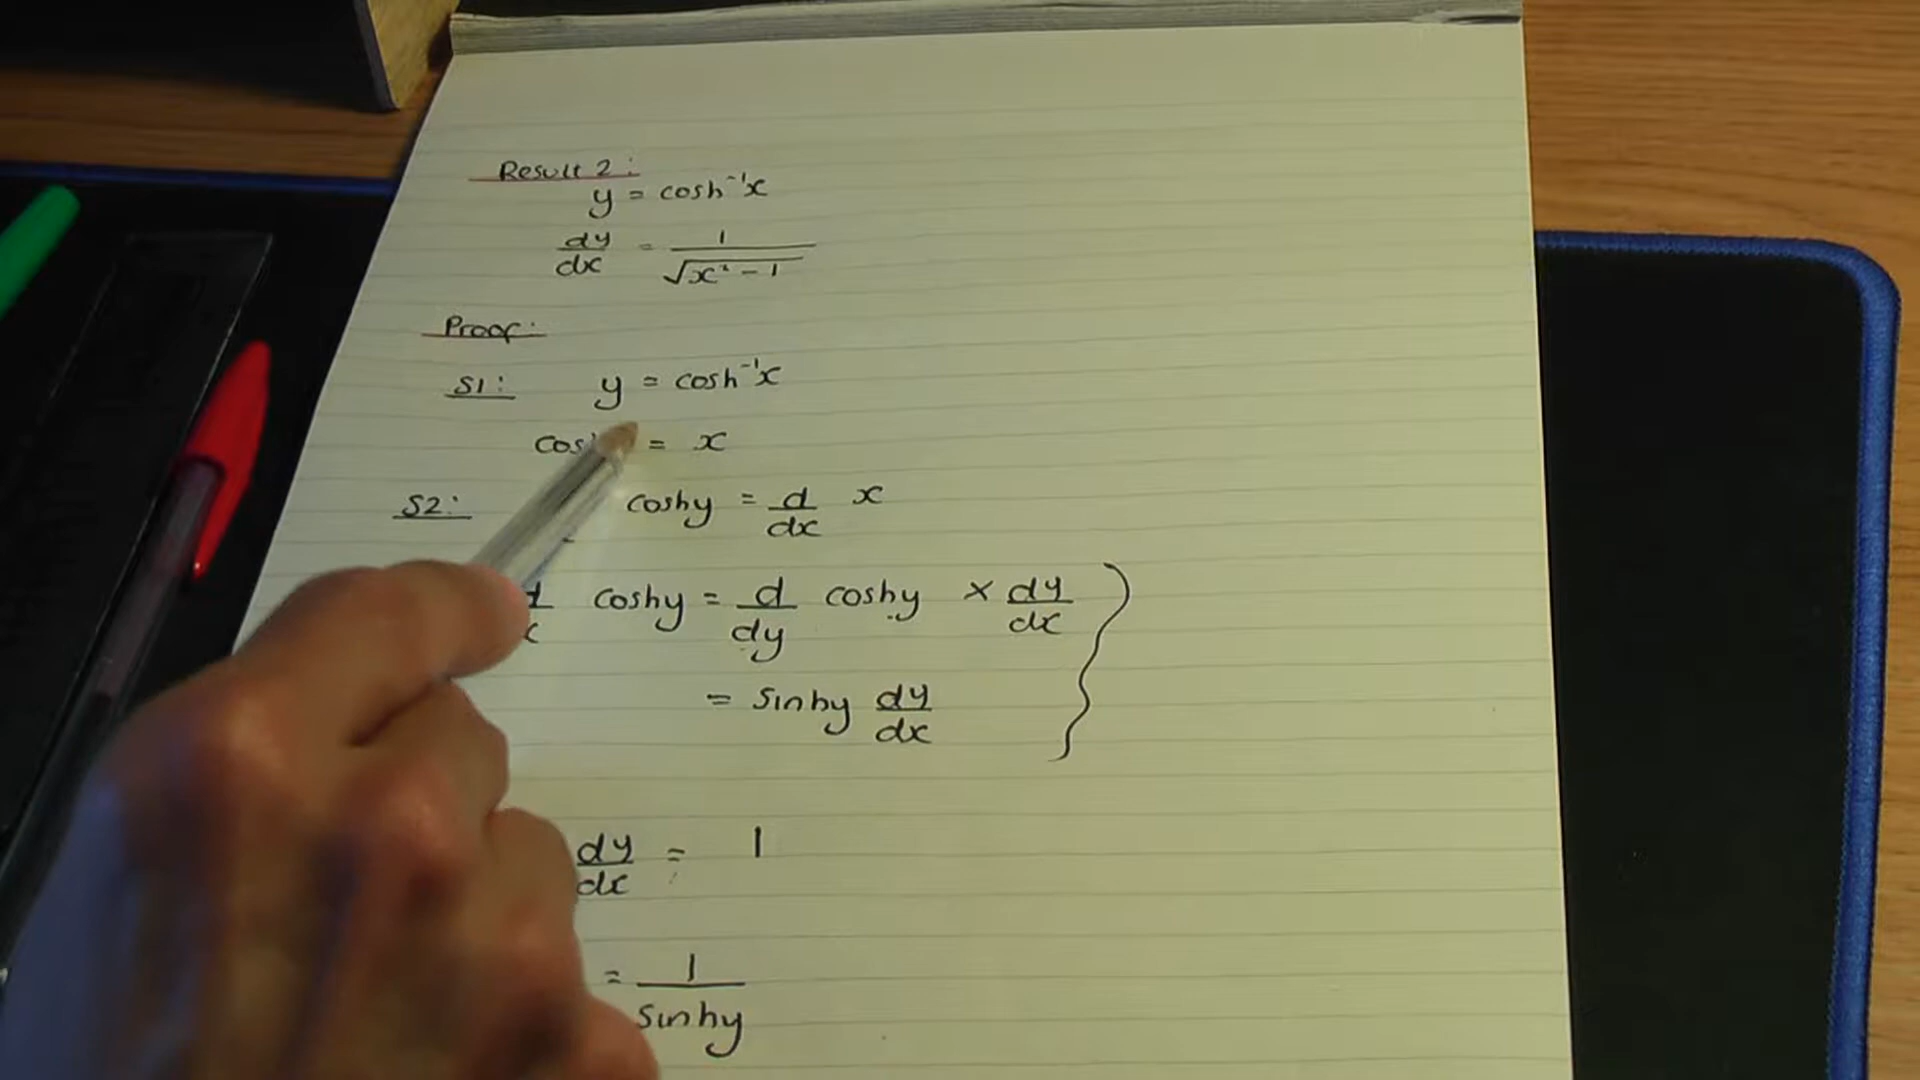 Result 2:
y = cosh⁻¹x
dy/dx = 1/√(x² - 1)
Proof:
S1: y = cosh⁻¹x
= x
S2: coshy = d/dx x
coshy = d/dy coshy × dy/dx
= sinhy dy/dx
dy/dx = 1
= 1/sinhy